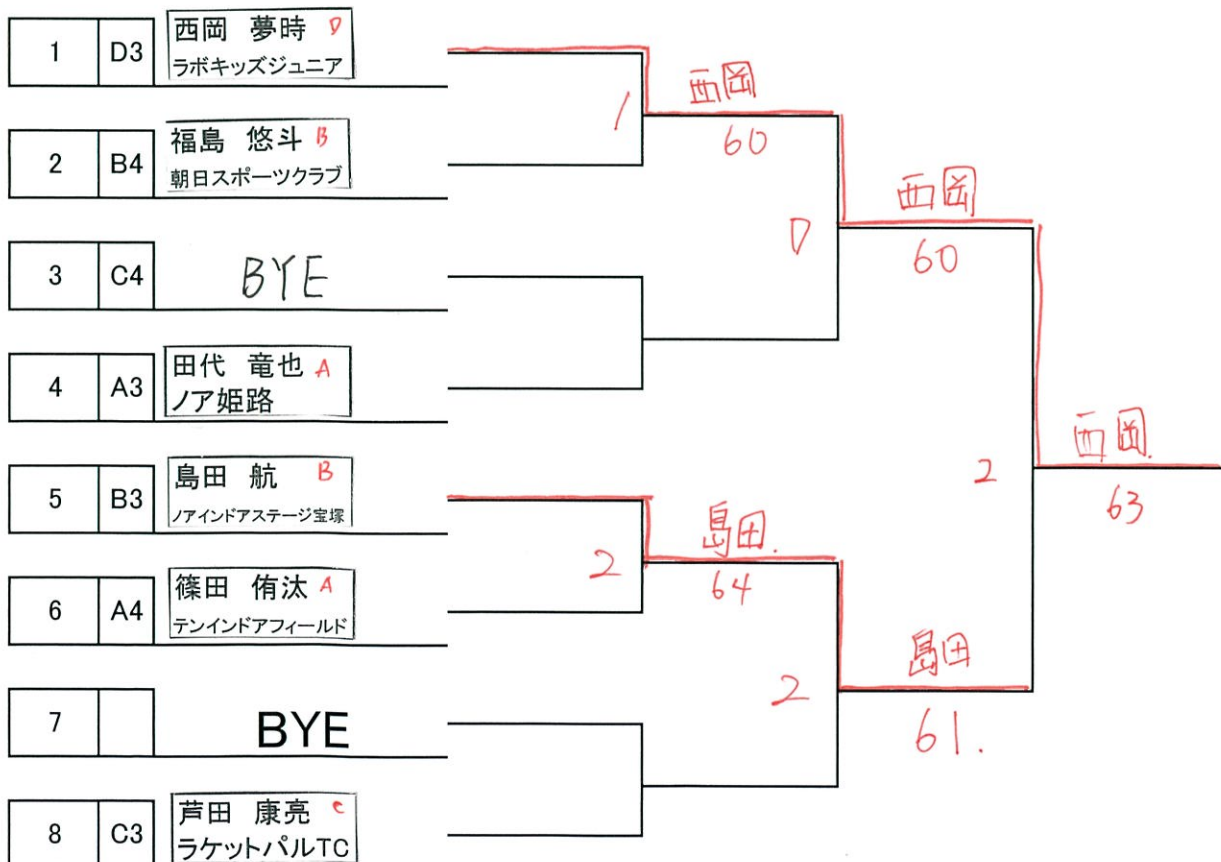 1 D3 西岡 夢時 D
ラボキッズジュニア
2 B4 福島 悠斗 B
朝日スポーツクラブ
3 C4 BYE
4 A3 田代 竜也 A
ノア姫路
5 B3 島田 航 B
ノアインドアステージ宝塚
6 A4 篠田 侑汰 A
テンインドアフィールド
7 BYE
8 C3 芦田 康亮 C
ラケットパルTC
1
西岡
60
D
西岡
60
2
島田.
64
2
島田
61.
2
西岡.
63